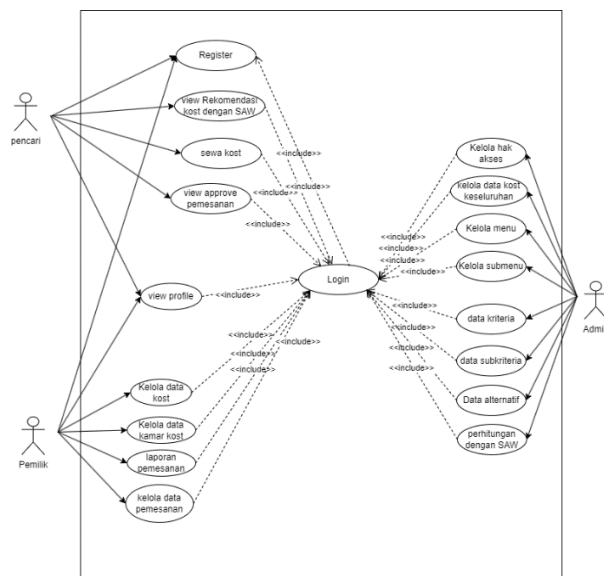 Register
view Rekomendasi
kost dengan SAW
pencari
sewa kost
view approve
pemesanan
<<include>>
<<include>>
<<include>>
<<include>>
Kelola hak
akses
kelola data kost
keseluruhan
Kelola menu
Kelola submenu
<<include>>
<<include>>
<<include>>
<<include>>
Login
view profile
<<include>>
data kriteria
Admin
<<include>>
<<include>>
<<include>>
<<include>>
data subkriteria
Data alternatif
perhitungan
dengan SAW
<<include>>
<<include>>
<<include>>
<<include>>
Kelola data
kost
Kelola data
kamar kost
laporan
pemesanan
kelola data
pemesanan
Pemilik